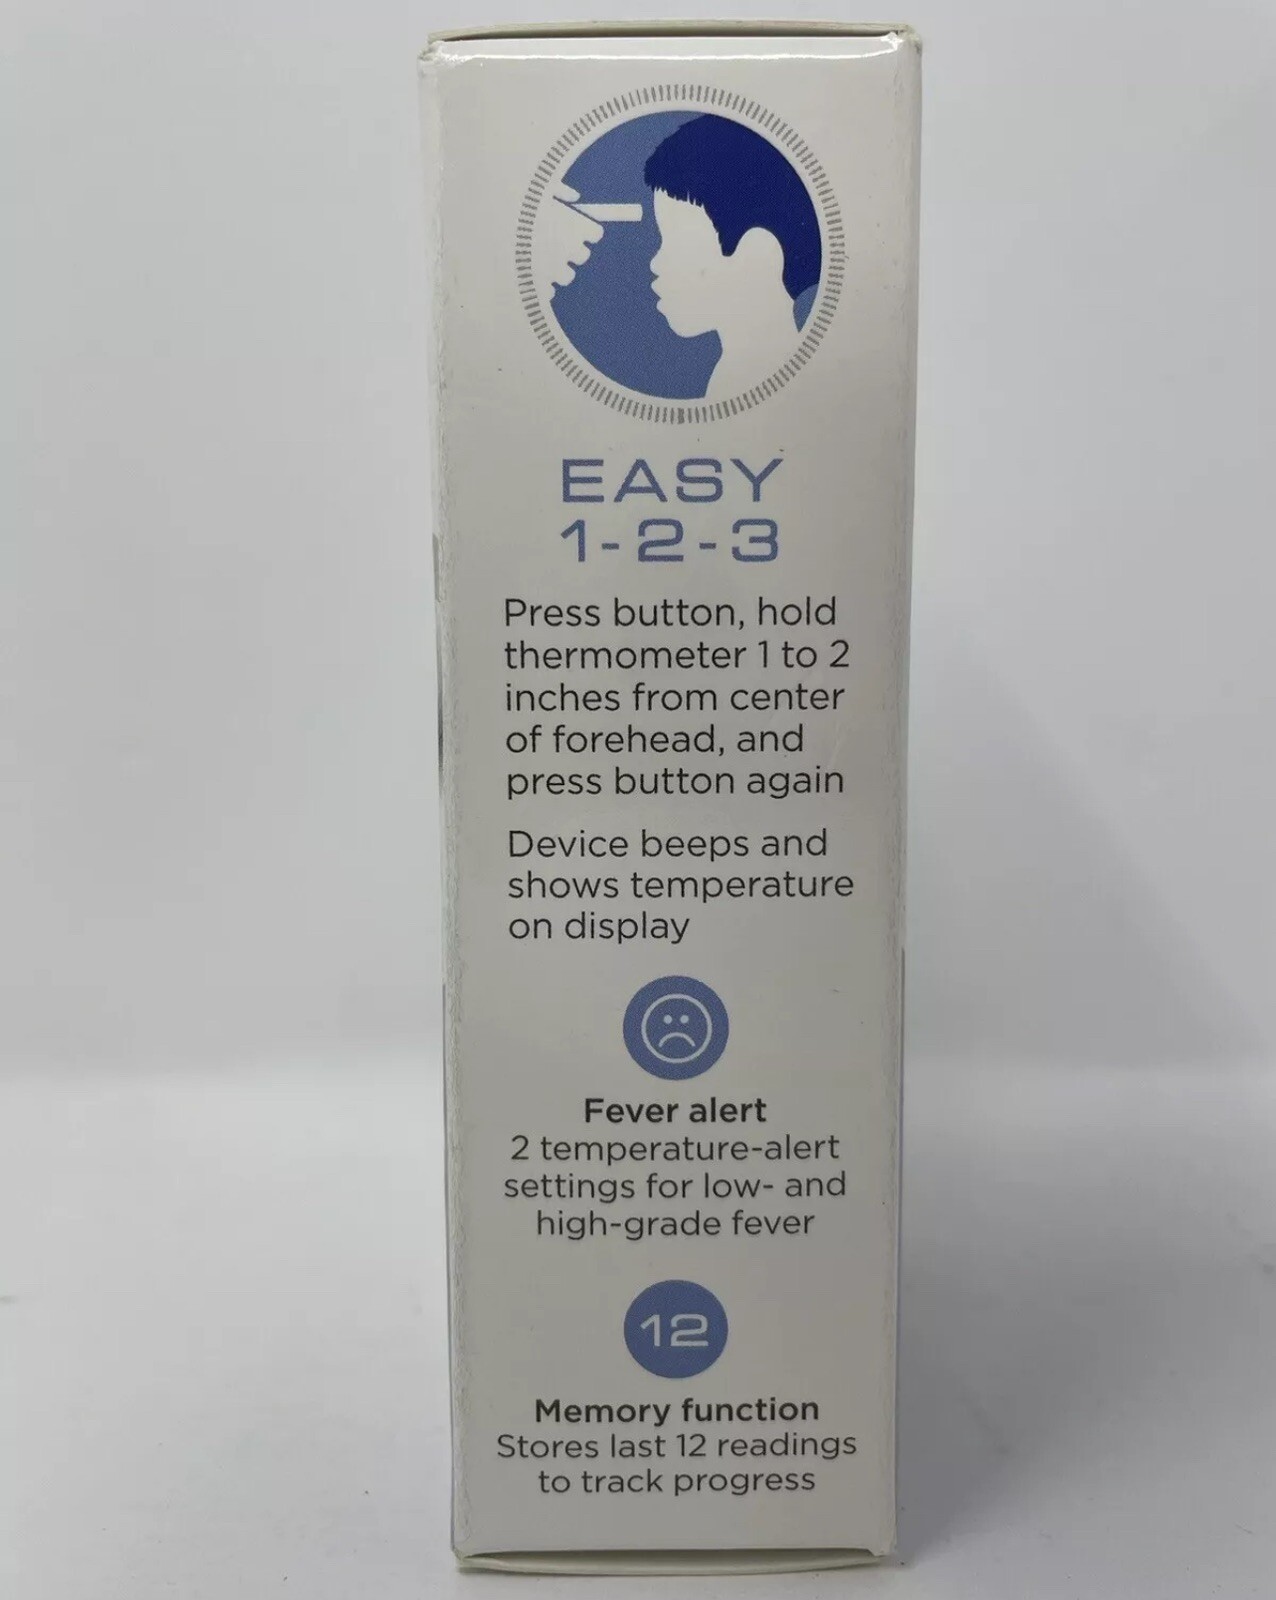 EASY
1-2-3
Press button, hold
thermometer 1 to 2
inches from center
of forehead, and
press button again
Device beeps and
shows temperature
on display
Fever alert
2 temperature-alert
settings for low- and
high-grade fever
12
Memory function
Stores last 12 readings
to track progress